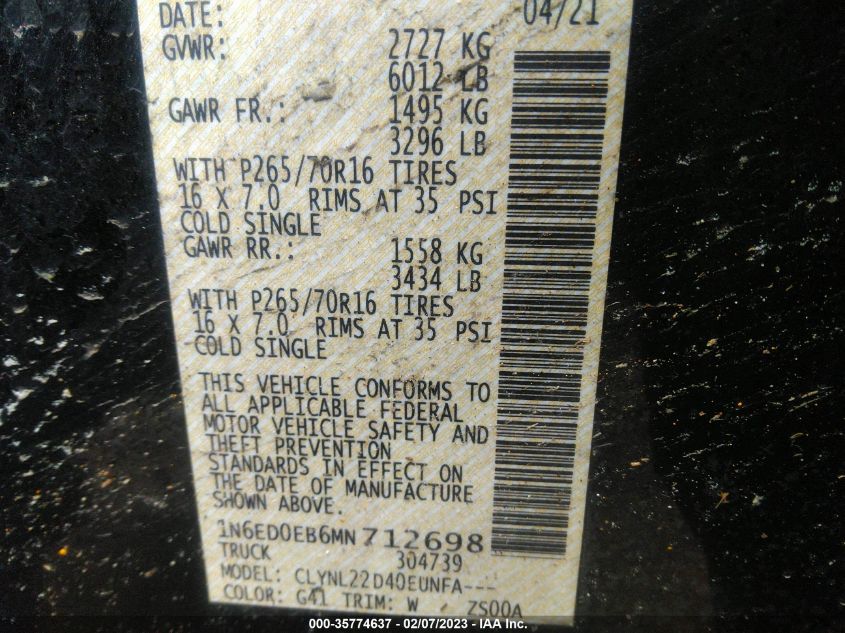 DATE: 04/21
GVWR: 2727 KG
6012 LB
GAWR FR.: 1495 KG
3296 LB
WITH P265/70R16 TIRES
16 X 7.0 RIMS AT 35 PSI
COLD SINGLE
GAWR RR.: 1558 KG
3434 LB
WITH P265/70R16 TIRES
16 X 7.0 RIMS AT 35 PSI
COLD SINGLE
THIS VEHICLE CONFORMS TO
ALL APPLICABLE FEDERAL
MOTOR VEHICLE SAFETY AND
THEFT PREVENTION
STANDARDS IN EFFECT ON
THE DATE OF MANUFACTURE
SHOWN ABOVE.
1N6ED0EB6MN712698
TRUCK 304739
MODEL: CLYNL22D40EUNFA---
COLOR: G41 TRIM: W ZS00A
000-35774637 - 02/07/2023 - IAA Inc.